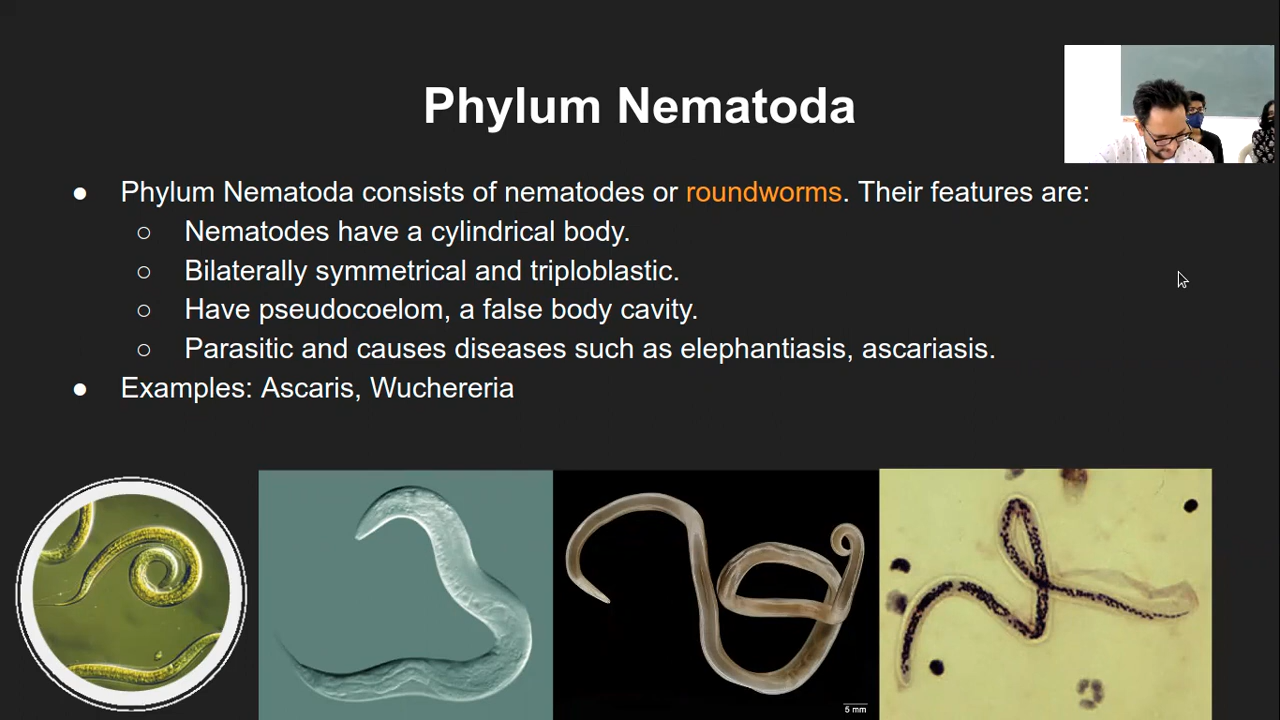 Phylum Nematoda
● Phylum Nematoda consists of nematodes or roundworms. Their features are:
○ Nematodes have a cylindrical body.
○ Bilaterally symmetrical and triploblastic.
○ Have pseudocoelom, a false body cavity.
○ Parasitic and causes diseases such as elephantiasis, ascariasis.
● Examples: Ascaris, Wuchereria
5 mm